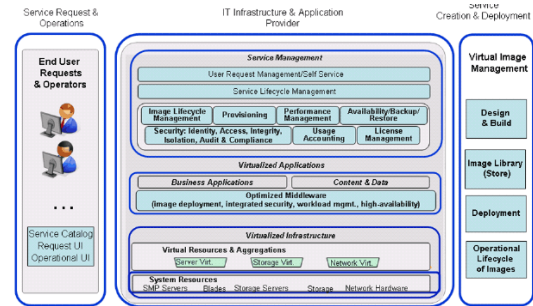 Service Request &
Operations
IT Infrastructure & Application
Provider
Service
Creation & Deployment
End User
Requests
& Operators
...
Service Catalog
Request UI
Operational UI
Service Management
User Request Management/Self Service
Service Lifecycle Management
Image Lifecycle
Management
Provisioning
Performance
Management
Availability/Backup/
Restore
Security: Identity, Access, Integrity,
Isolation, Audit & Compliance
Usage
Accounting
License
Management
Virtualized Applications
Business Applications
Content & Data
Optimized Middleware
(image deployment, integrated security, workload mgmt., high-availability)
Virtualized Infrastructure
Virtual Resources & Aggregations
Server Virt.
Storage Virt.
Network Virt.
System Resources
SMP Servers
Blades
Storage Servers
Storage
Network Hardware
Virtual Image
Management
Design
& Build
Image Library
(Store)
Deployment
Operational
Lifecycle
of Images